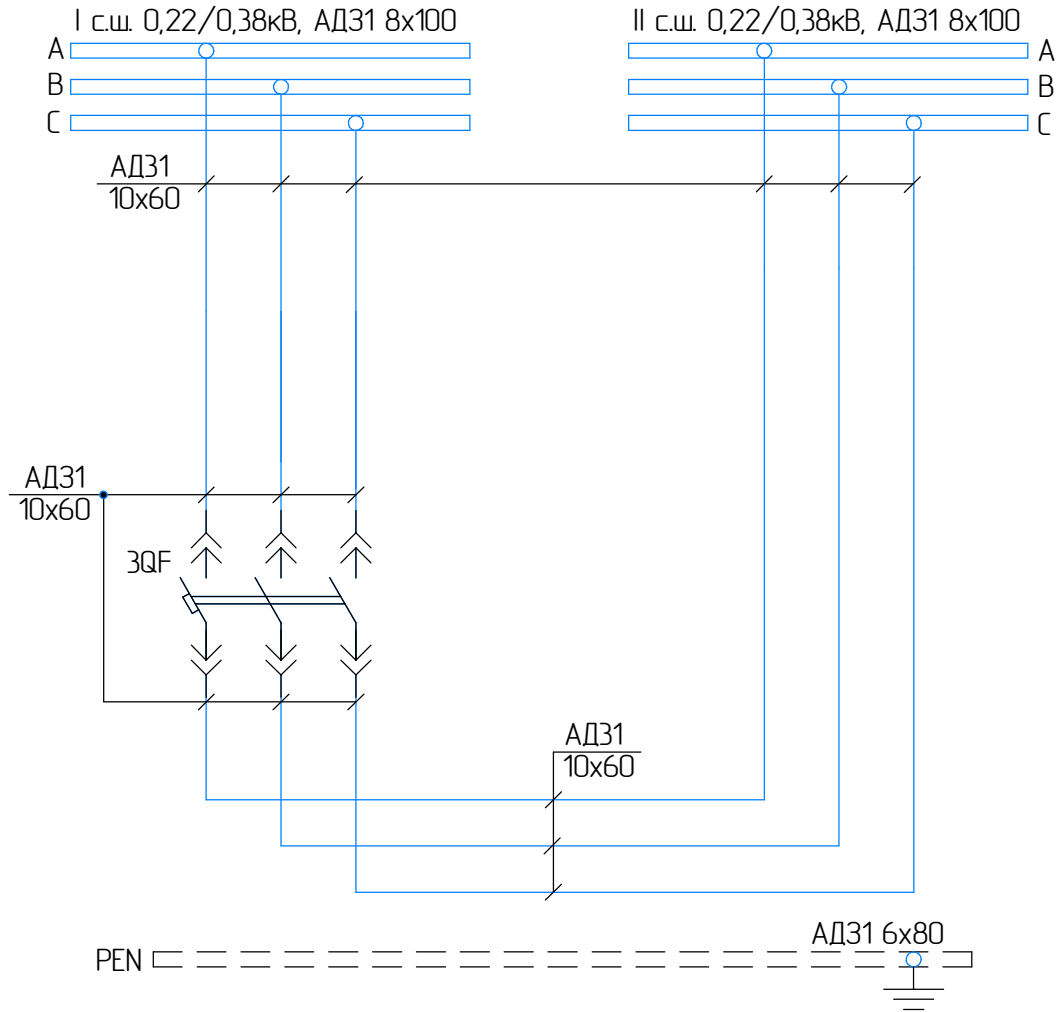 I с.ш. 0,22/0,38кВ, АД31 8х100
II с.ш. 0,22/0,38кВ, АД31 8х100
А
А
В
В
С
С
АД31
10х60
АД31
10х60
3QF
АД31
10х60
АД31 6х80
PEN